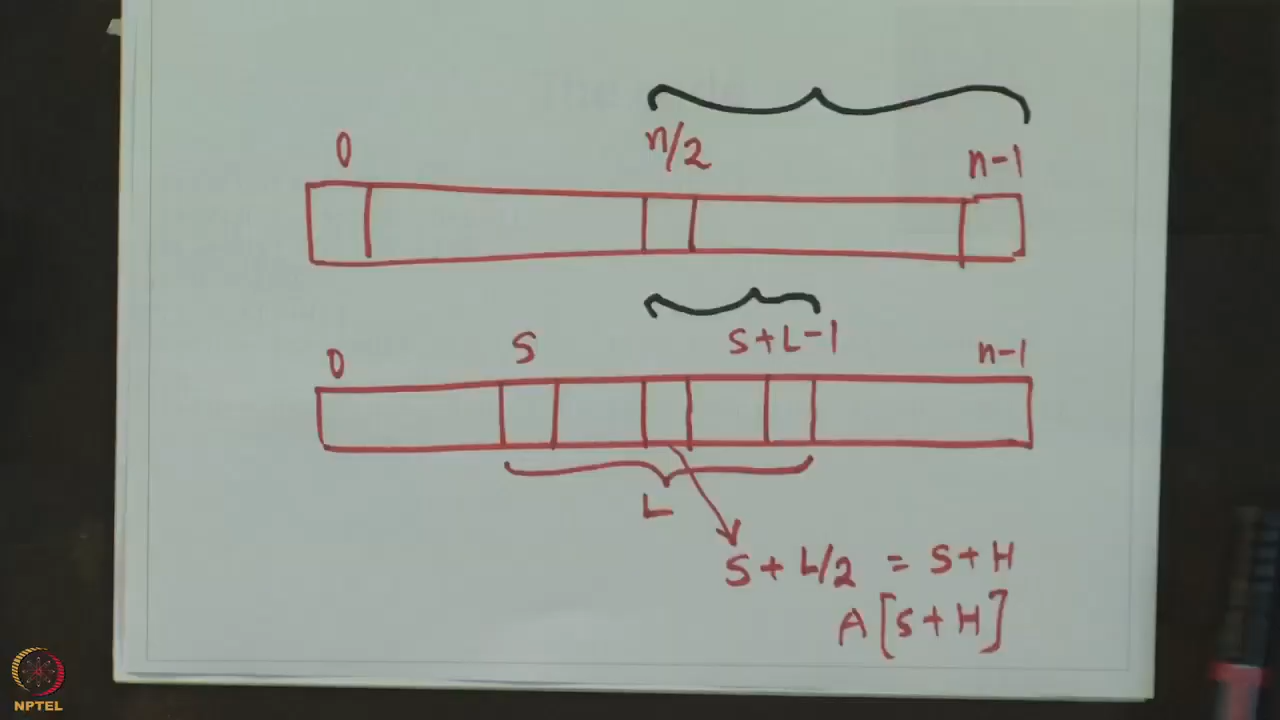 0 n/2 n-1
0 S S+L-1 n-1
L
S+L/2 = S+H
A[S+H]
NPTEL